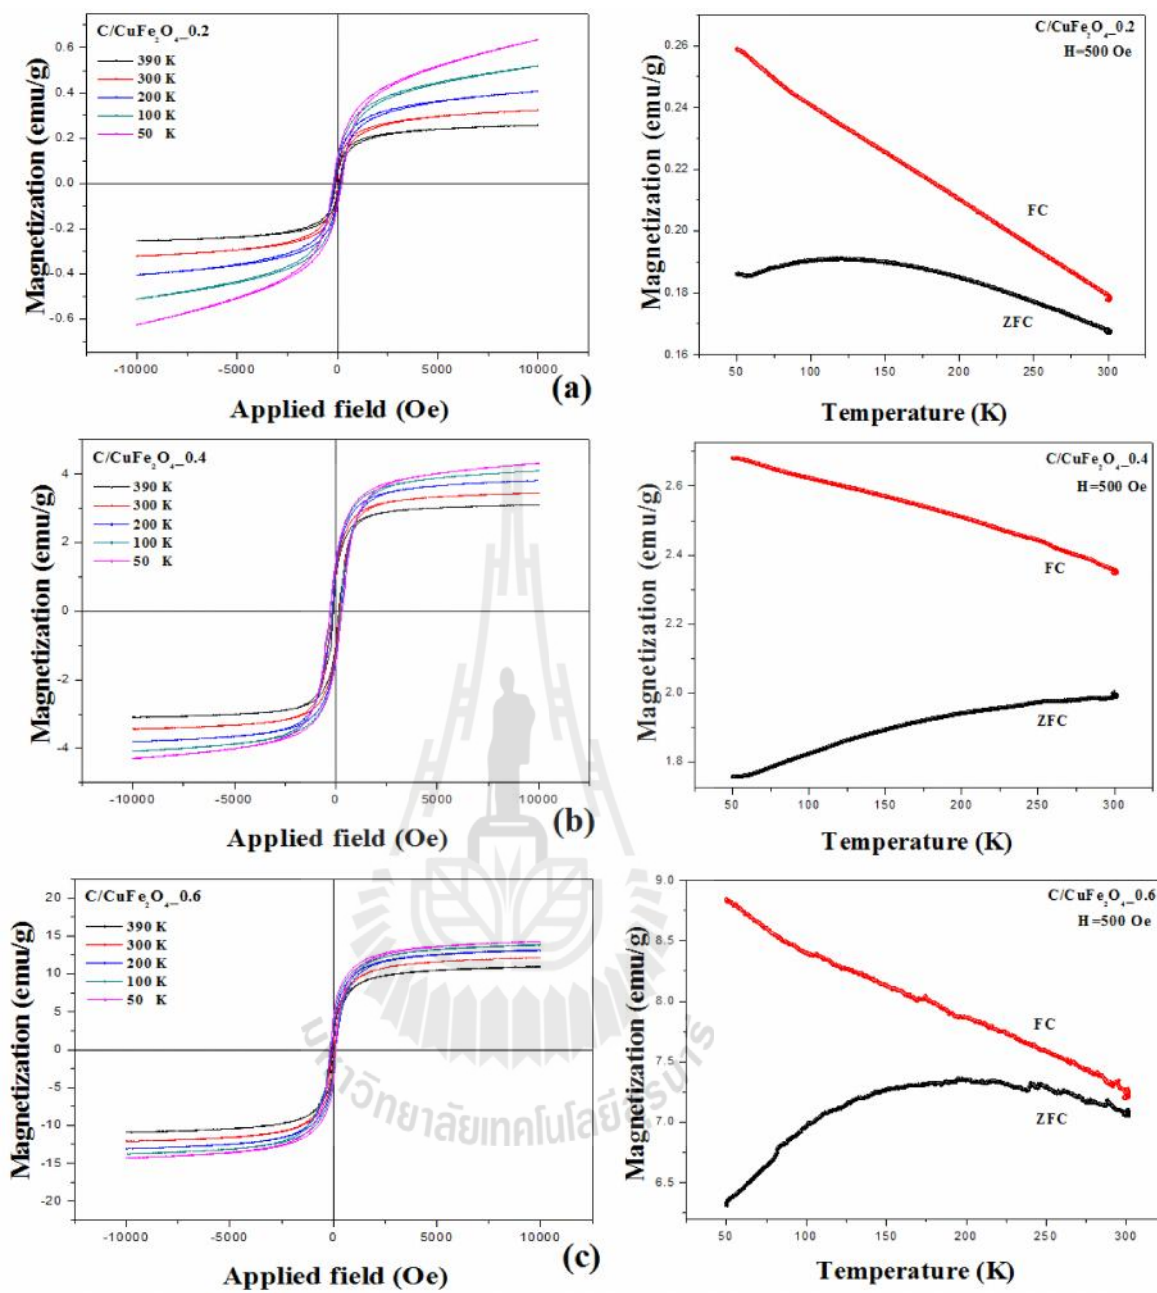 C/CuFe₂O₄_0.2
390 K
300 K
200 K
100 K
50 K
0.6
0.4
0.2
0.0
-0.2
-0.4
-0.6
Magnetization (emu/g)
-10000 -5000 0 5000 10000
Applied field (Oe)
C/CuFe₂O₄_0.2
H=500 Oe
0.26
0.24
0.22
0.20
0.18
0.16
Magnetization (emu/g)
FC
ZFC
50 100 150 200 250 300
Temperature (K)
(a)
C/CuFe₂O₄_0.4
390 K
300 K
200 K
100 K
50 K
4
2
0
-2
-4
Magnetization (emu/g)
-10000 -5000 0 5000 10000
Applied field (Oe)
C/CuFe₂O₄_0.4
H=500 Oe
2.6
2.4
2.2
2.0
1.8
Magnetization (emu/g)
FC
ZFC
50 100 150 200 250 300
Temperature (K)
(b)
C/CuFe₂O₄_0.6
390 K
300 K
200 K
100 K
50 K
20
15
10
5
0
-5
-10
-15
-20
Magnetization (emu/g)
-10000 -5000 0 5000 10000
Applied field (Oe)
C/CuFe₂O₄_0.6
H=500 Oe
9.0
8.5
8.0
7.5
7.0
6.5
Magnetization (emu/g)
FC
ZFC
50 100 150 200 250 300
Temperature (K)
(c)
มหาวิทยาลัยเทคโนโลยีสุรนารี